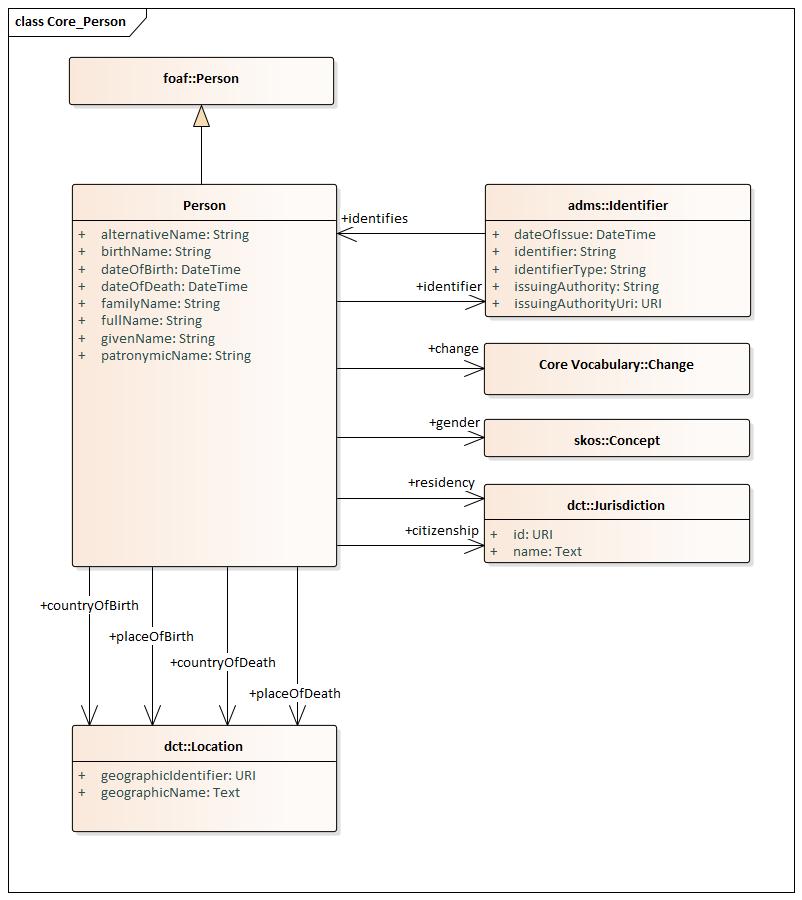 class Core_Person
foaf::Person
Person
+ alternativeName: String
+ birthName: String
+ dateOfBirth: DateTime
+ dateOfDeath: DateTime
+ familyName: String
+ fullName: String
+ givenName: String
+ patronymicName: String
+identifies
+identifier
+change
+gender
+residency
+citizenship
adms::Identifier
+ dateOfIssue: DateTime
+ identifier: String
+ identifierType: String
+ issuingAuthority: String
+ issuingAuthorityUri: URI
Core Vocabulary::Change
skos::Concept
dct::Jurisdiction
+ id: URI
+ name: Text
+countryOfBirth
+placeOfBirth
+countryOfDeath
+placeOfDeath
dct::Location
+ geographicIdentifier: URI
+ geographicName: Text